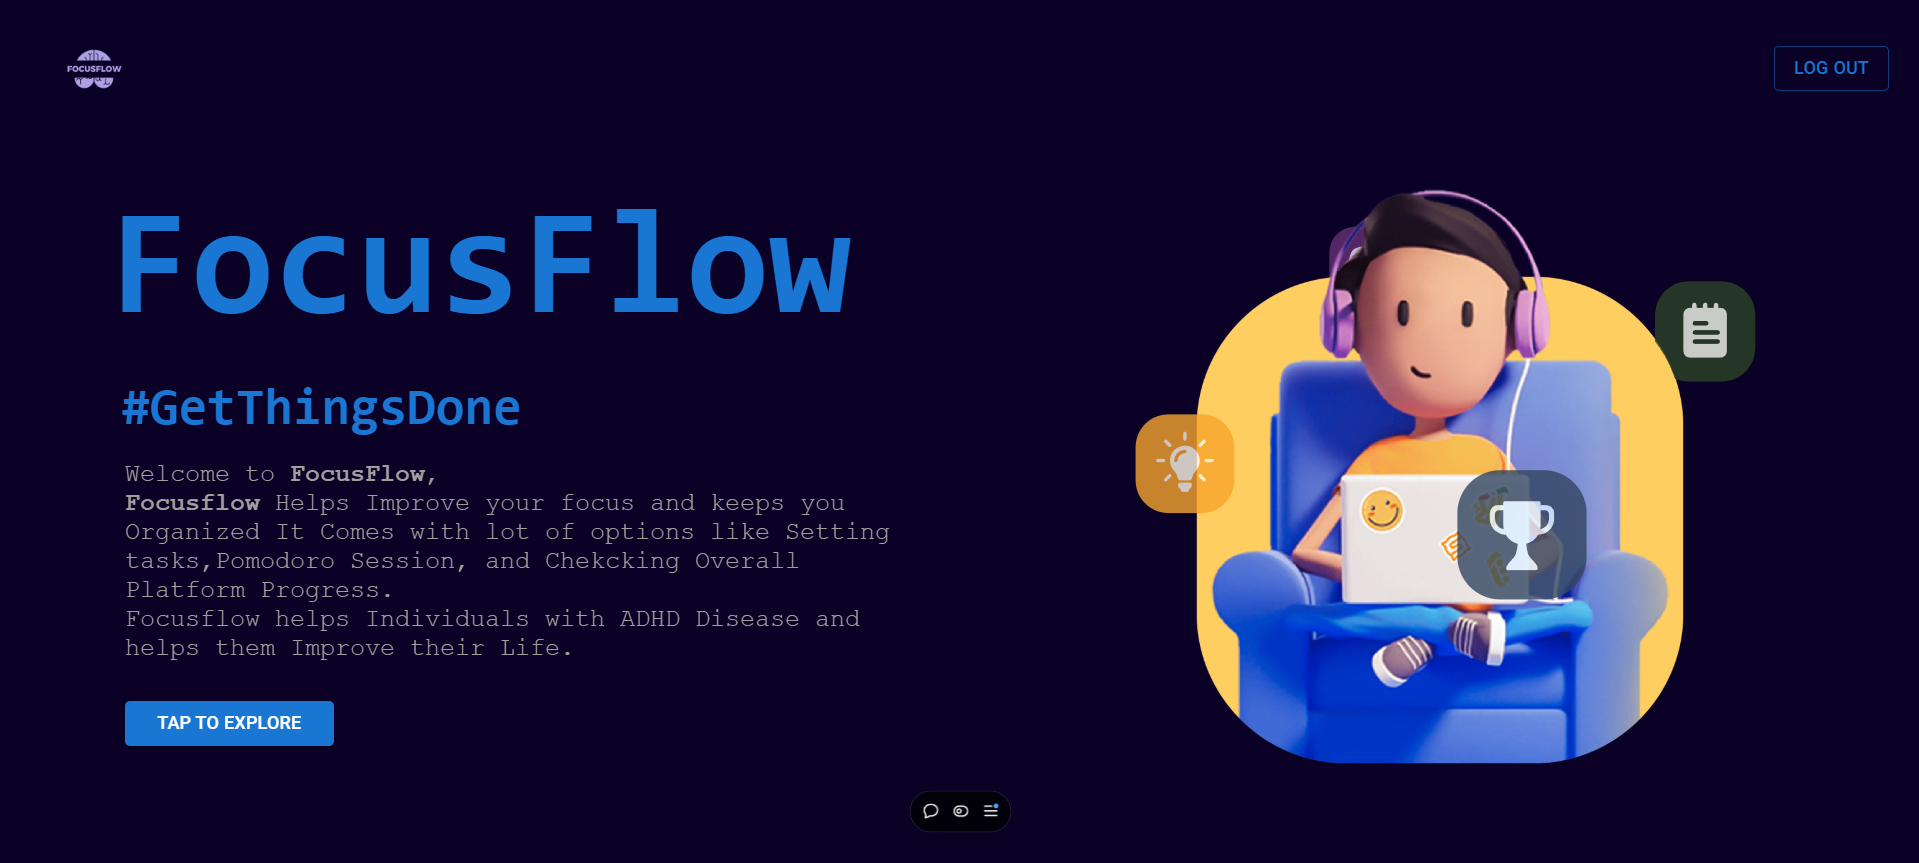 FOCUSFLOW
LOG OUT
FocusFlow
#GetThingsDone
Welcome to FocusFlow,
Focusflow Helps Improve your focus and keeps you
Organized It Comes with lot of options like Setting
tasks,Pomodoro Session, and Chekcking Overall
Platform Progress.
Focusflow helps Individuals with ADHD Disease and
helps them Improve their Life.
TAP TO EXPLORE